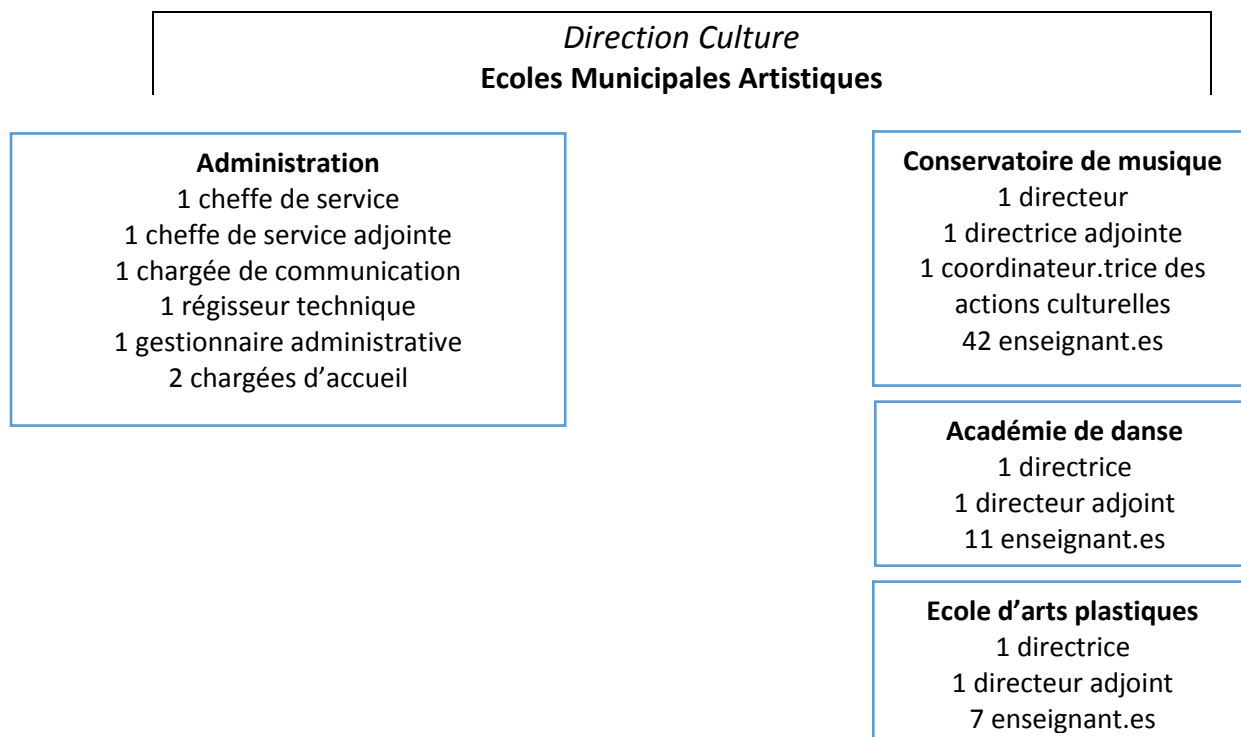 Direction Culture
Ecoles Municipales Artistiques
Administration
1 cheffe de service
1 cheffe de service adjointe
1 chargée de communication
1 régisseur technique
1 gestionnaire administrative
2 chargées d’accueil
Conservatoire de musique
1 directeur
1 directrice adjointe
1 coordinateur.trice des
actions culturelles
42 enseignant.es
Académie de danse
1 directrice
1 directeur adjoint
11 enseignant.es
Ecole d’arts plastiques
1 directrice
1 directeur adjoint
7 enseignant.es